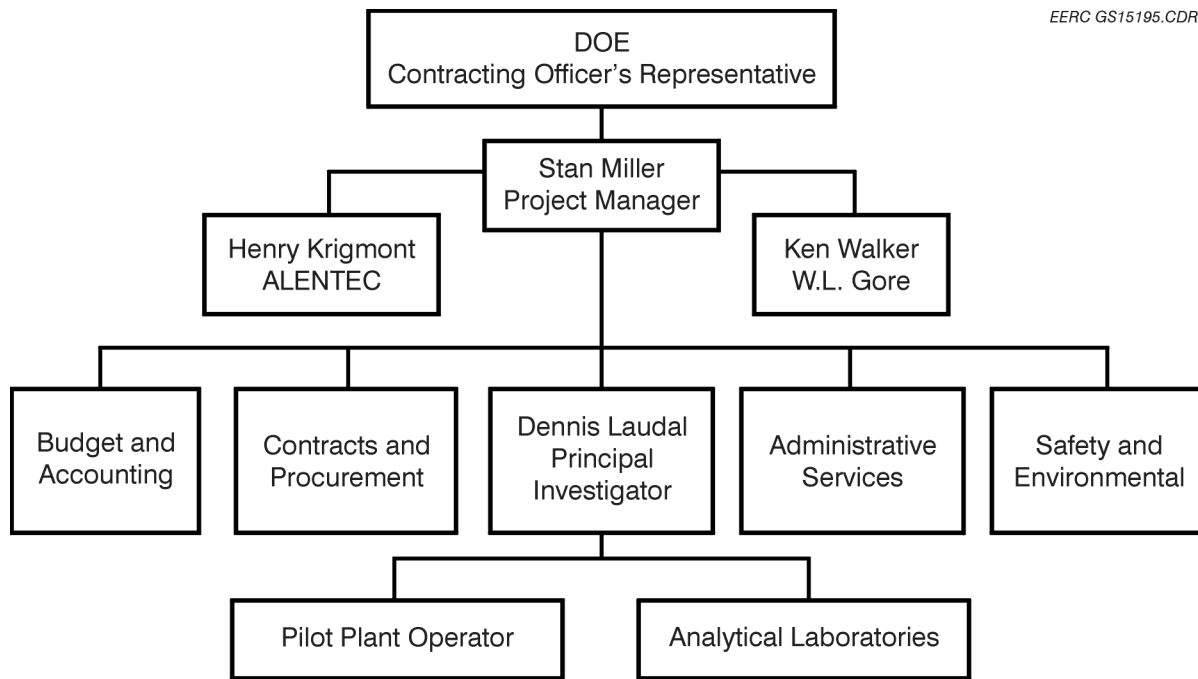 EERC GS15195.CDR
DOE
Contracting Officer’s Representative
Stan Miller
Project Manager
Henry Krigmont
ALENTEC
Ken Walker
W.L. Gore
Budget and
Accounting
Contracts and
Procurement
Dennis Laudal
Principal
Investigator
Administrative
Services
Safety and
Environmental
Pilot Plant Operator
Analytical Laboratories